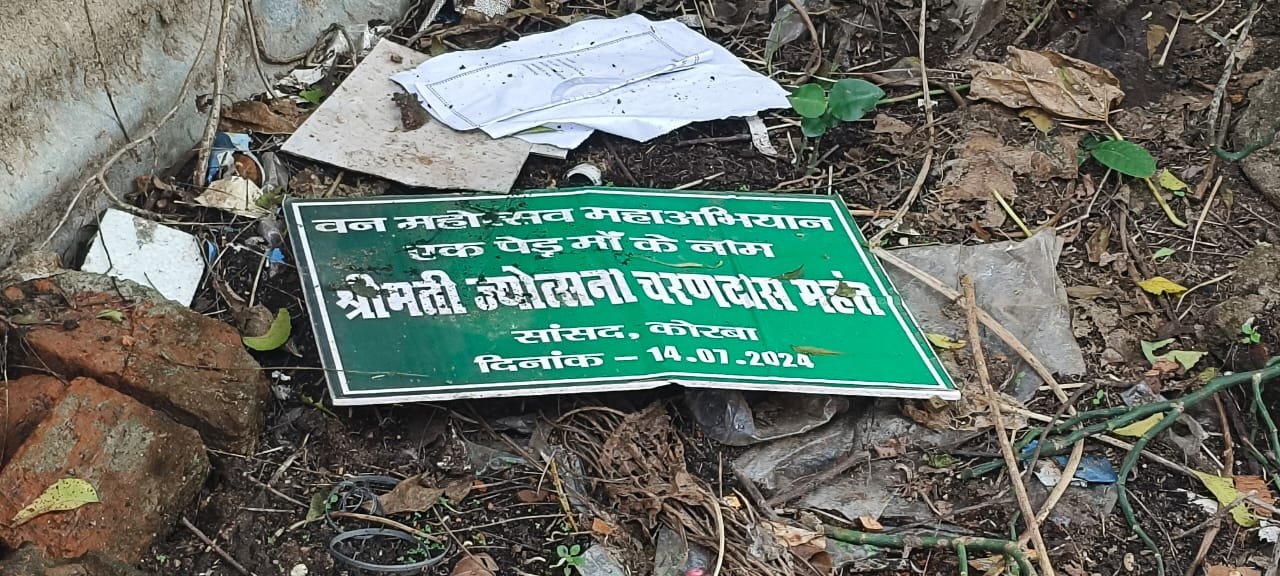 वन महोत्सव महाअभियान
एक पेड़ माँ के नाम
श्रीमती ज्योत्सना चरणदास महंत
सांसद, कोरबा
दिनांक - 14.07.2024